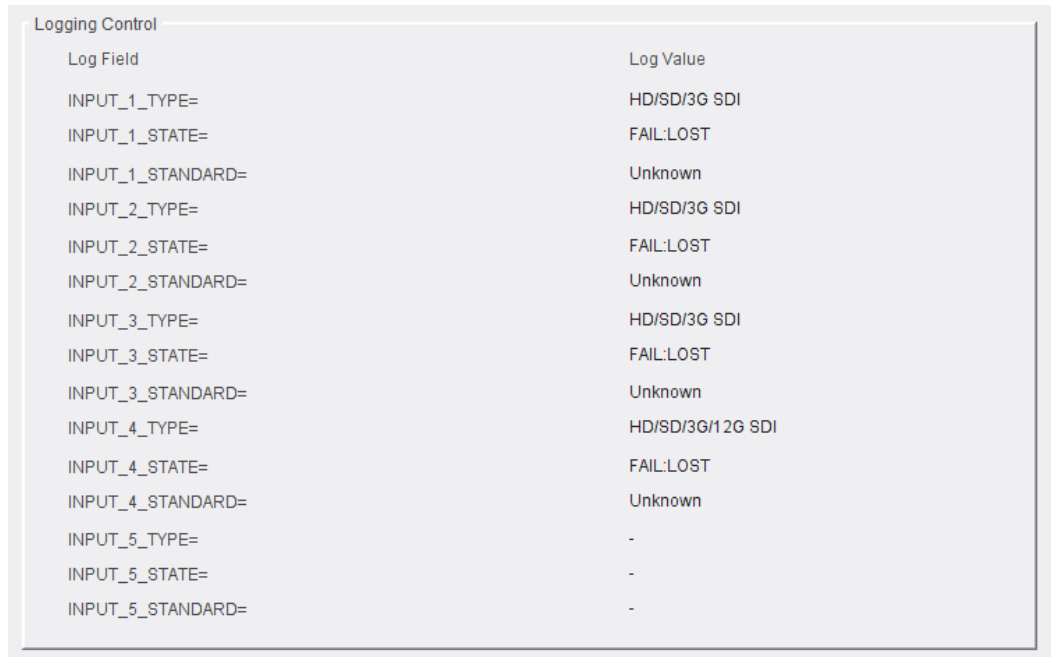 Logging Control
Log Field Log Value
INPUT_1_TYPE= HD/SD/3G SDI
INPUT_1_STATE= FAIL:LOST
INPUT_1_STANDARD= Unknown
INPUT_2_TYPE= HD/SD/3G SDI
INPUT_2_STATE= FAIL:LOST
INPUT_2_STANDARD= Unknown
INPUT_3_TYPE= HD/SD/3G SDI
INPUT_3_STATE= FAIL:LOST
INPUT_3_STANDARD= Unknown
INPUT_4_TYPE= HD/SD/3G/12G SDI
INPUT_4_STATE= FAIL:LOST
INPUT_4_STANDARD= Unknown
INPUT_5_TYPE= -
INPUT_5_STATE= -
INPUT_5_STANDARD= -